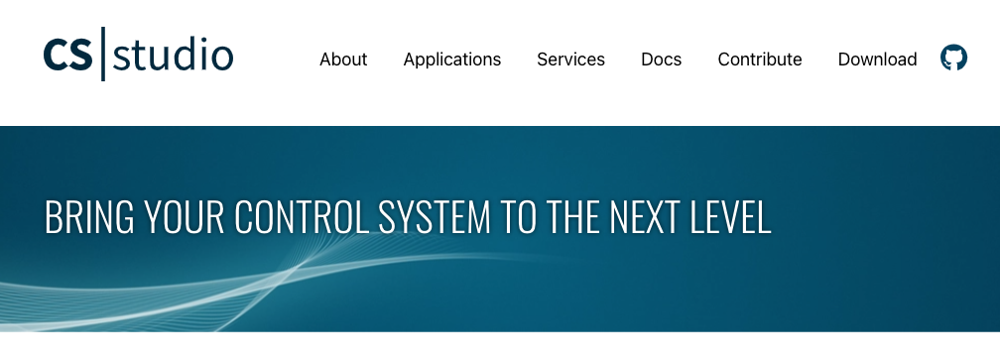 CS studio
About Applications Services Docs Contribute Download
BRING YOUR CONTROL SYSTEM TO THE NEXT LEVEL